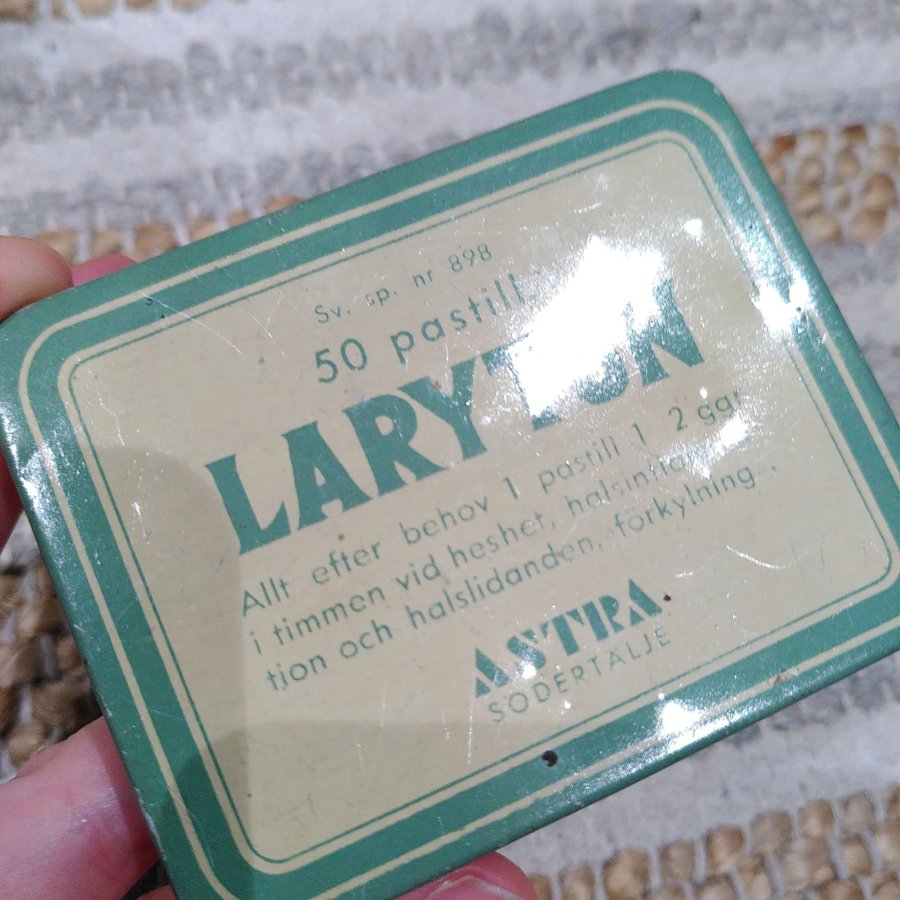 Sv. sp. nr 898
50 pastill.
LARYTON
Allt efter behov 1 pastill 1 2 ggr
i timmen vid heshet,
tion och halslidanden, förkylning
ASTRA
SÖDERTÄLJE